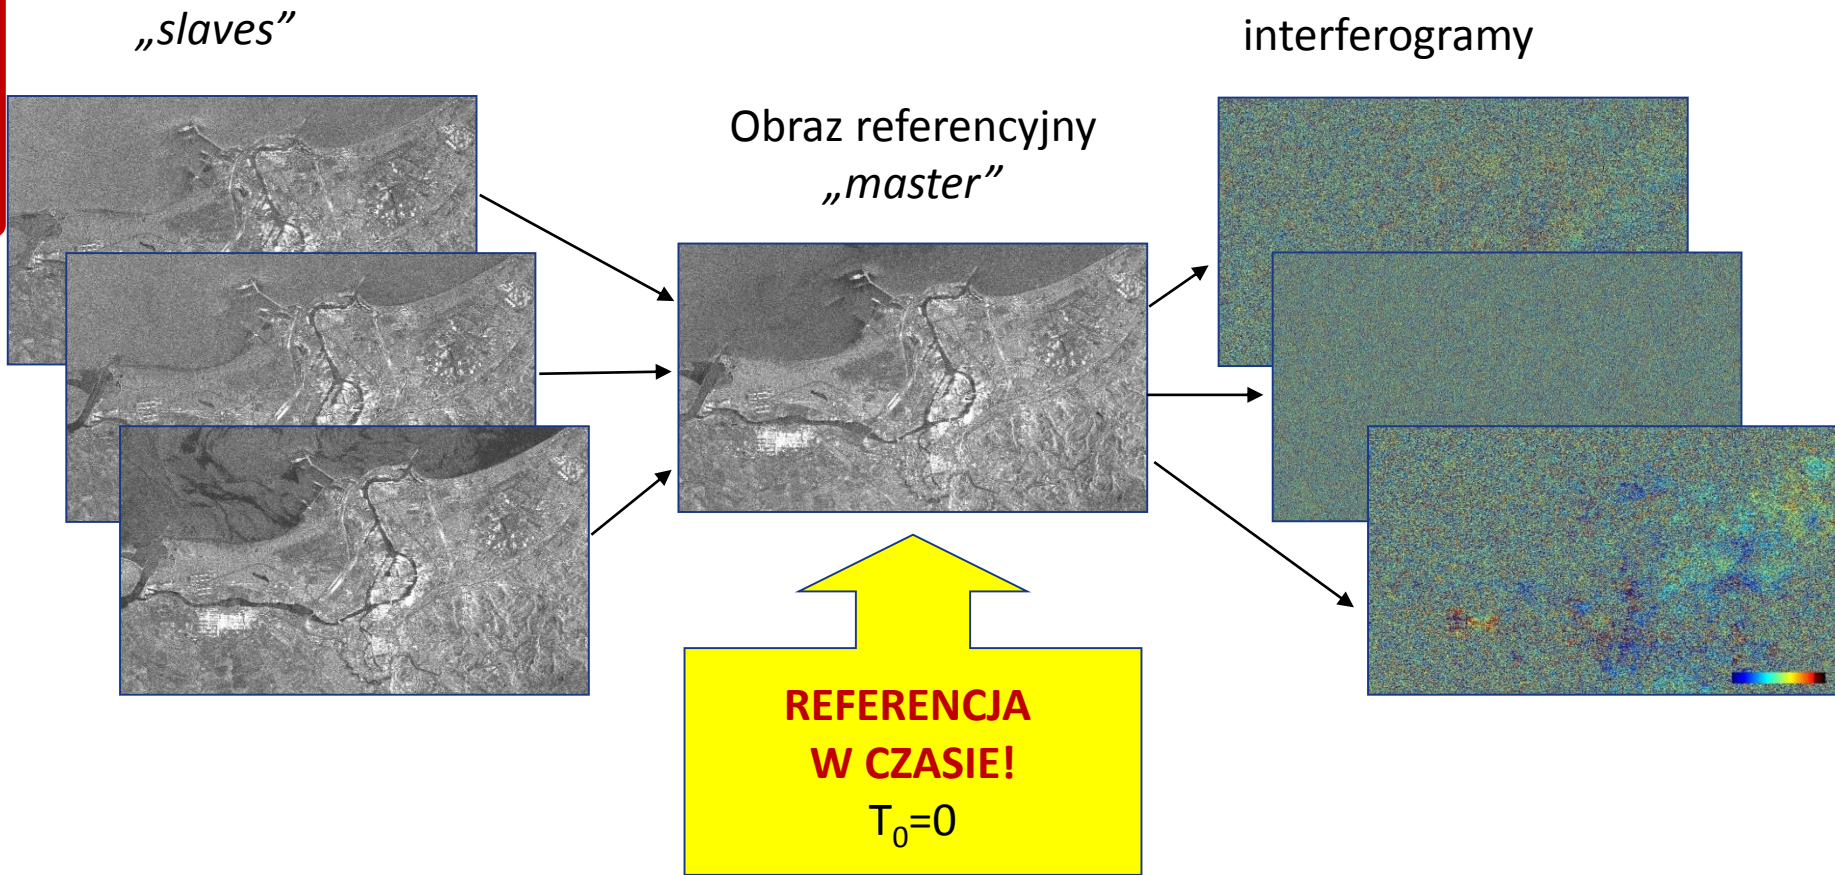 „slaves”
interferogramy
Obraz referencyjny
„master”
REFERENCJA
W CZASIE!
T₀=0